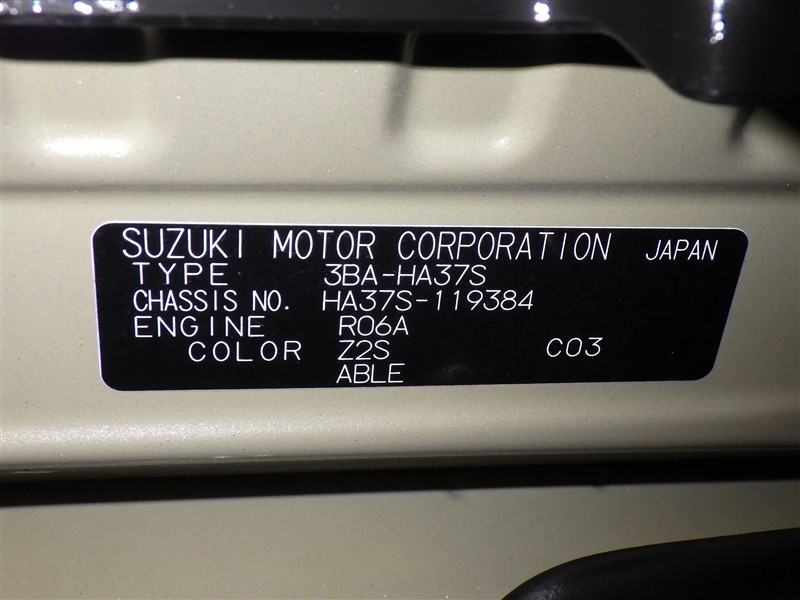 SUZUKI MOTOR CORPORATION JAPAN
TYPE 3BA-HA37S
CHASSIS NO. HA37S-119384
ENGINE R06A
COLOR Z2S C03
ABLE